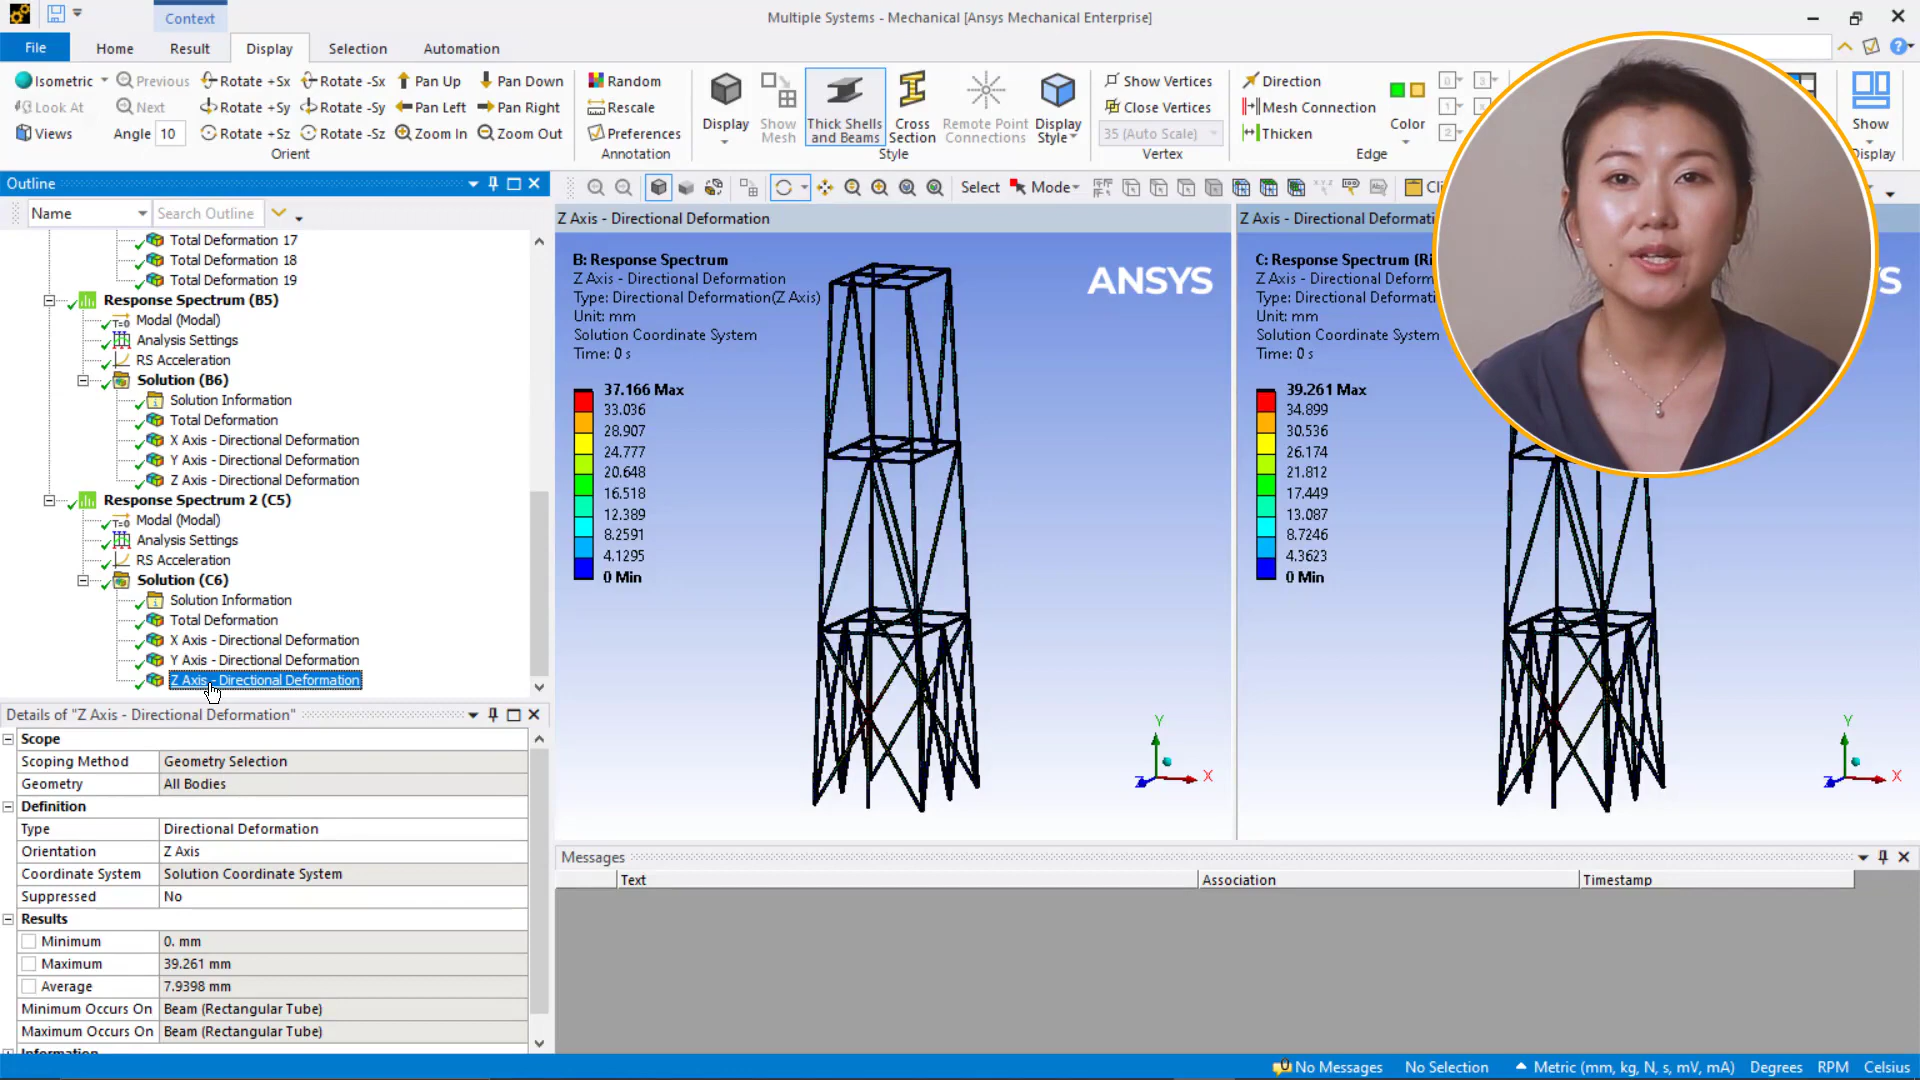 Context
Multiple Systems - Mechanical [Ansys Mechanical Enterprise]
File Home Result Display Selection Automation
Isometric Previous Rotate +Sx Rotate -Sx Pan Up Pan Down
Look At Next Rotate +Sy Rotate -Sy Pan Left Pan Right
Views Angle 10 Rotate +Sz Rotate -Sz Zoom In Zoom Out
Orient
Random
Rescale
Preferences
Annotation
Display
Show Mesh
Thick Shells and Beams
Cross Section
Remote Point Connections
Display Style
Style
Show Vertices
Close Vertices
35 (Auto Scale)
Vertex
Direction
Mesh Connection
Thicken
Color
Edge
Show
Display
Outline
Name Search Outline
Total Deformation 17
Total Deformation 18
Total Deformation 19
Response Spectrum (B5)
Modal (Modal)
Analysis Settings
RS Acceleration
Solution (B6)
Solution Information
Total Deformation
X Axis - Directional Deformation
Y Axis - Directional Deformation
Z Axis - Directional Deformation
Response Spectrum 2 (C5)
Modal (Modal)
Analysis Settings
RS Acceleration
Solution (C6)
Solution Information
Total Deformation
X Axis - Directional Deformation
Y Axis - Directional Deformation
Z Axis - Directional Deformation
Details of "Z Axis - Directional Deformation"
Scope
Scoping Method Geometry Selection
Geometry All Bodies
Definition
Type Directional Deformation
Orientation Z Axis
Coordinate System Solution Coordinate System
Suppressed No
Results
Minimum 0. mm
Maximum 39.261 mm
Average 7.9398 mm
Minimum Occurs On Beam (Rectangular Tube)
Maximum Occurs On Beam (Rectangular Tube)
Information
Select Mode
Z Axis - Directional Deformation
B: Response Spectrum
Z Axis - Directional Deformation
Type: Directional Deformation(Z Axis)
Unit: mm
Solution Coordinate System
Time: 0 s
37.166 Max
33.036
28.907
24.777
20.648
16.518
12.389
8.2591
4.1295
0 Min
ANSYS
Y
X
Z
Z Axis - Directional Deformati
C: Response Spectrum (Ri
Z Axis - Directional Deforma
Type: Directional Deformati
Unit: mm
Solution Coordinate System
Time: 0 s
39.261 Max
34.899
30.536
26.174
21.812
17.449
13.087
8.7246
4.3623
0 Min
S
Y
X
Z
Messages
Text Association Timestamp
No Messages No Selection Metric (mm, kg, N, s, mV, mA) Degrees RPM Celsius